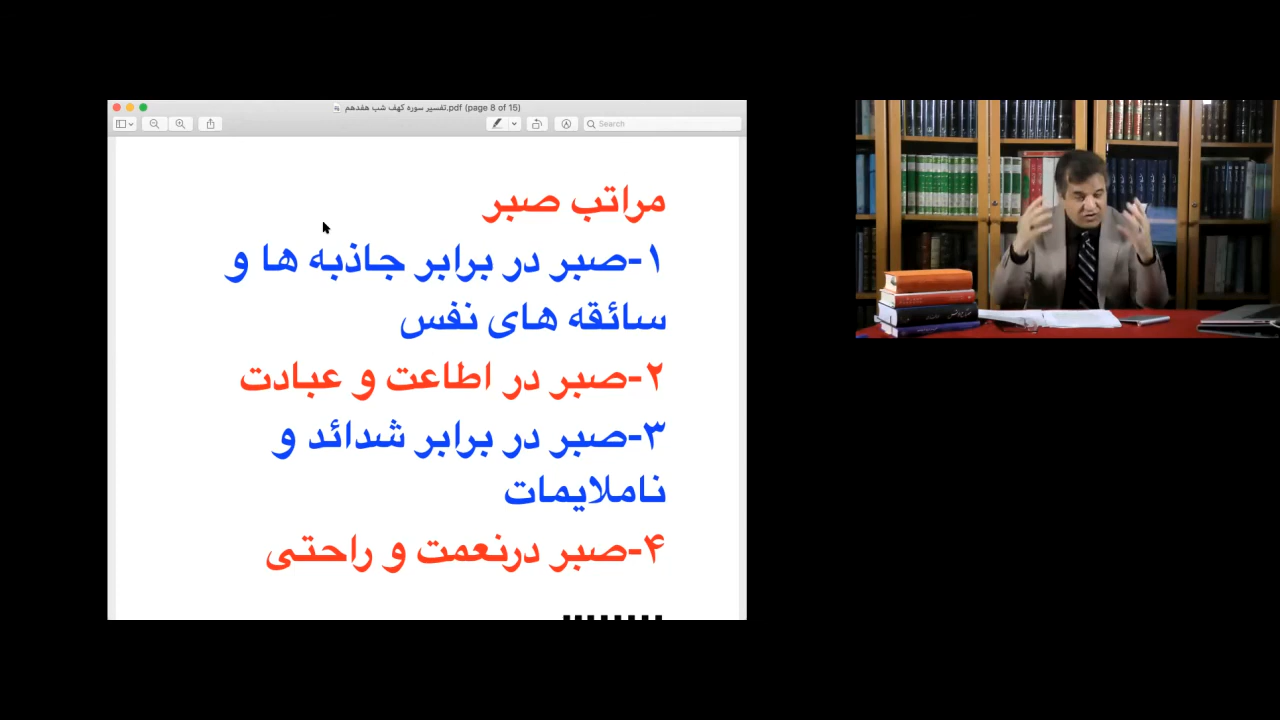 تفسیر سوره کهف شب هفدهم.pdf (page 8 of 15)
Search
مراتب صبر
۱-صبر در برابر جاذبه ها و
سائقه های نفس
۲-صبر در اطاعت و عبادت
۳-صبر در برابر شدائد و
ناملایمات
۴-صبر درنعمت و راحتی